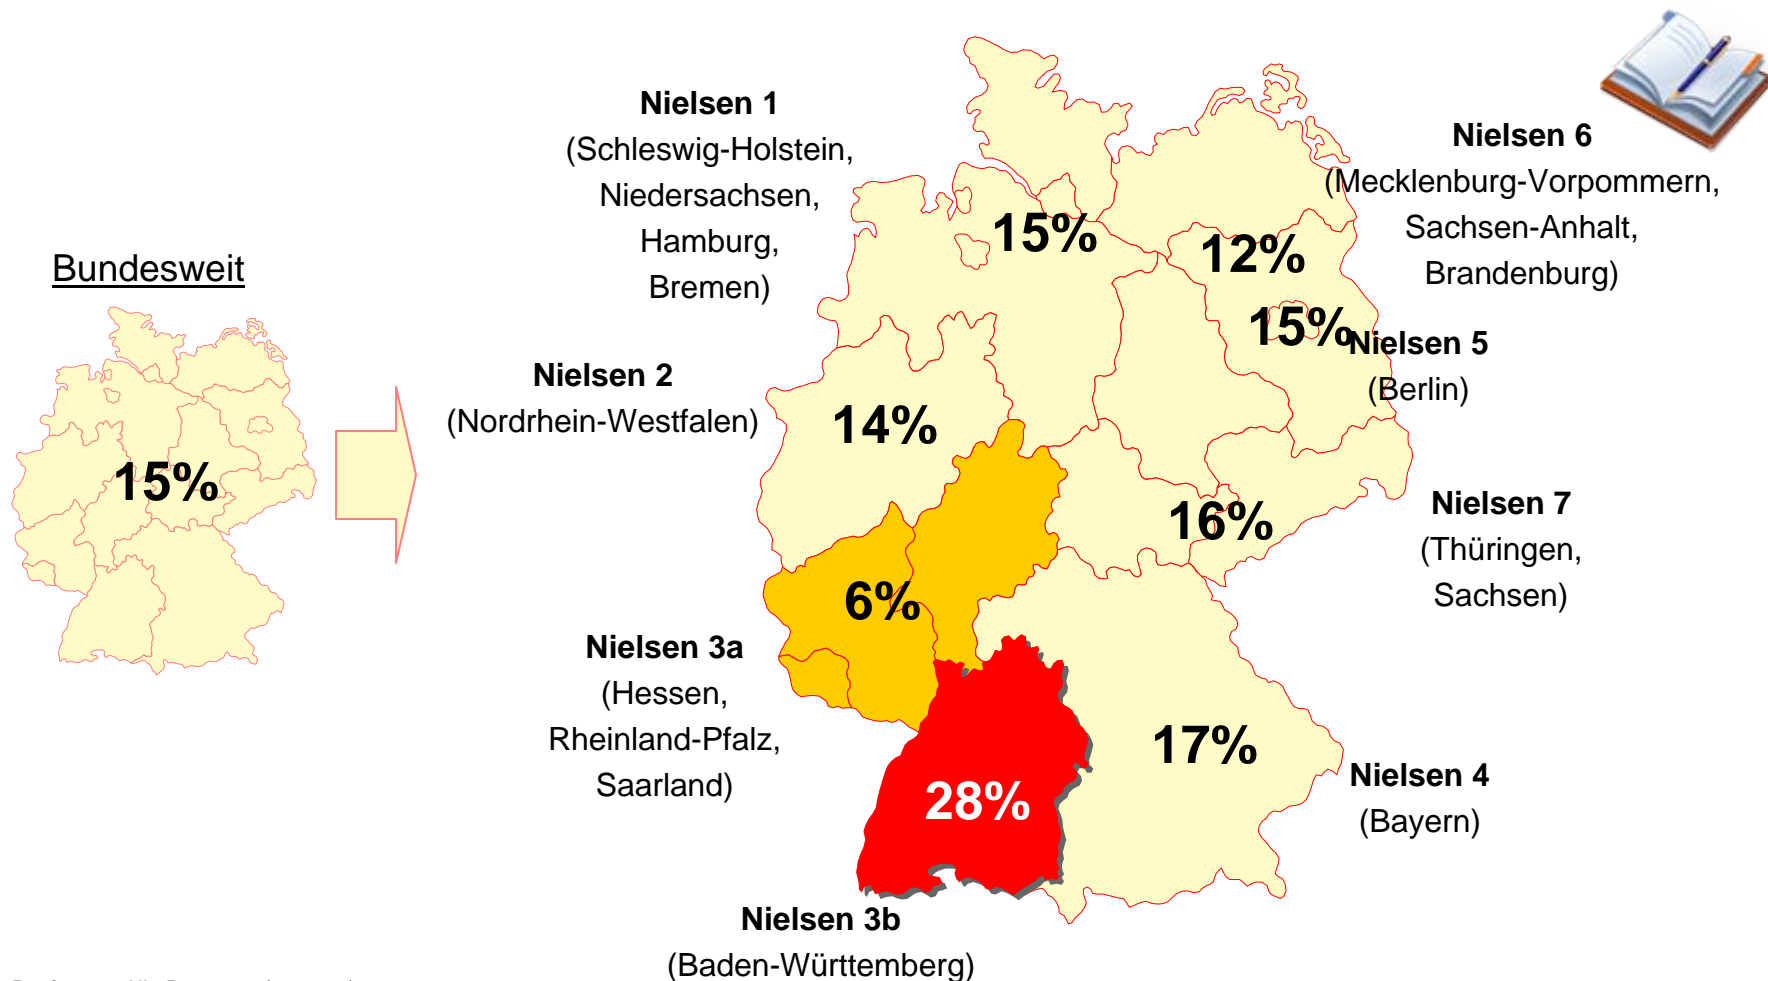 Bundesweit
15%
Nielsen 1
(Schleswig-Holstein,
Niedersachsen,
Hamburg,
Bremen)
15%
Nielsen 6
(Mecklenburg-Vorpommern,
Sachsen-Anhalt,
Brandenburg)
12%
15%
Nielsen 5
(Berlin)
Nielsen 2
(Nordrhein-Westfalen)
14%
16%
Nielsen 7
(Thüringen,
Sachsen)
6%
Nielsen 3a
(Hessen,
Rheinland-Pfalz,
Saarland)
28%
17%
Nielsen 4
(Bayern)
Nielsen 3b
(Baden-Württemberg)